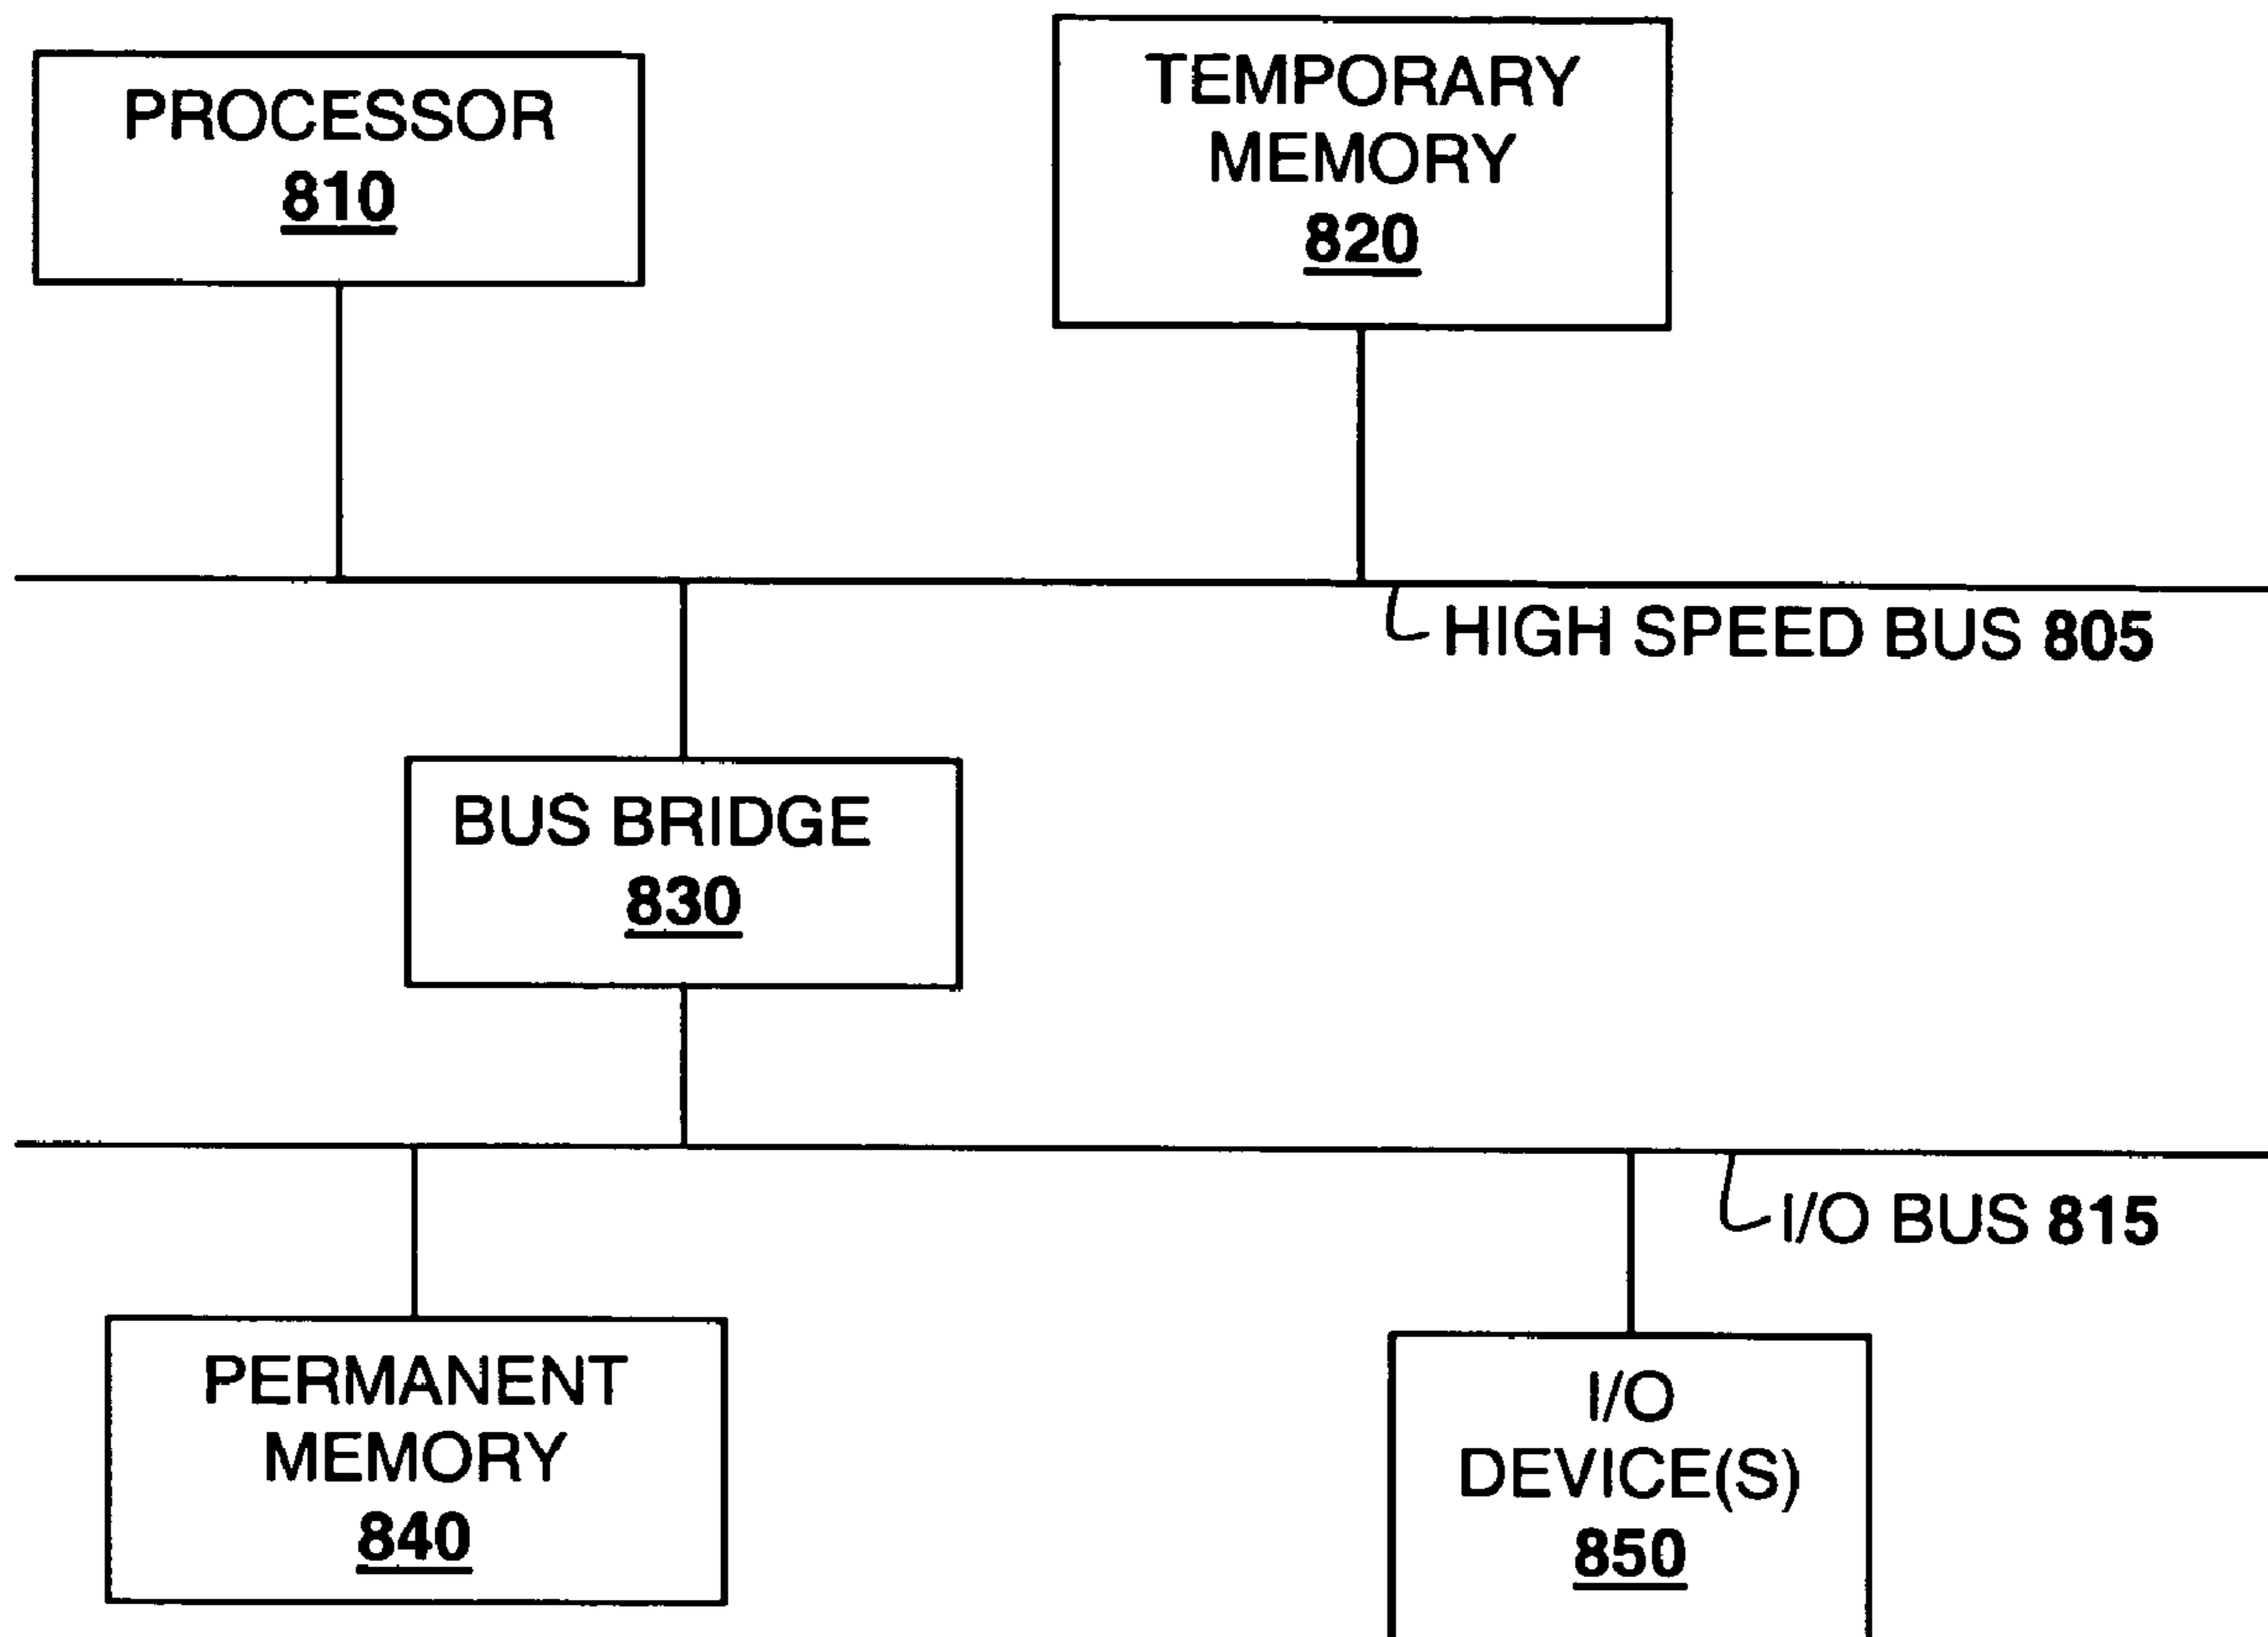 PROCESSOR
810
TEMPORARY
MEMORY
820
HIGH SPEED BUS 805
BUS BRIDGE
830
I/O BUS 815
PERMANENT
MEMORY
840
I/O
DEVICE(S)
850